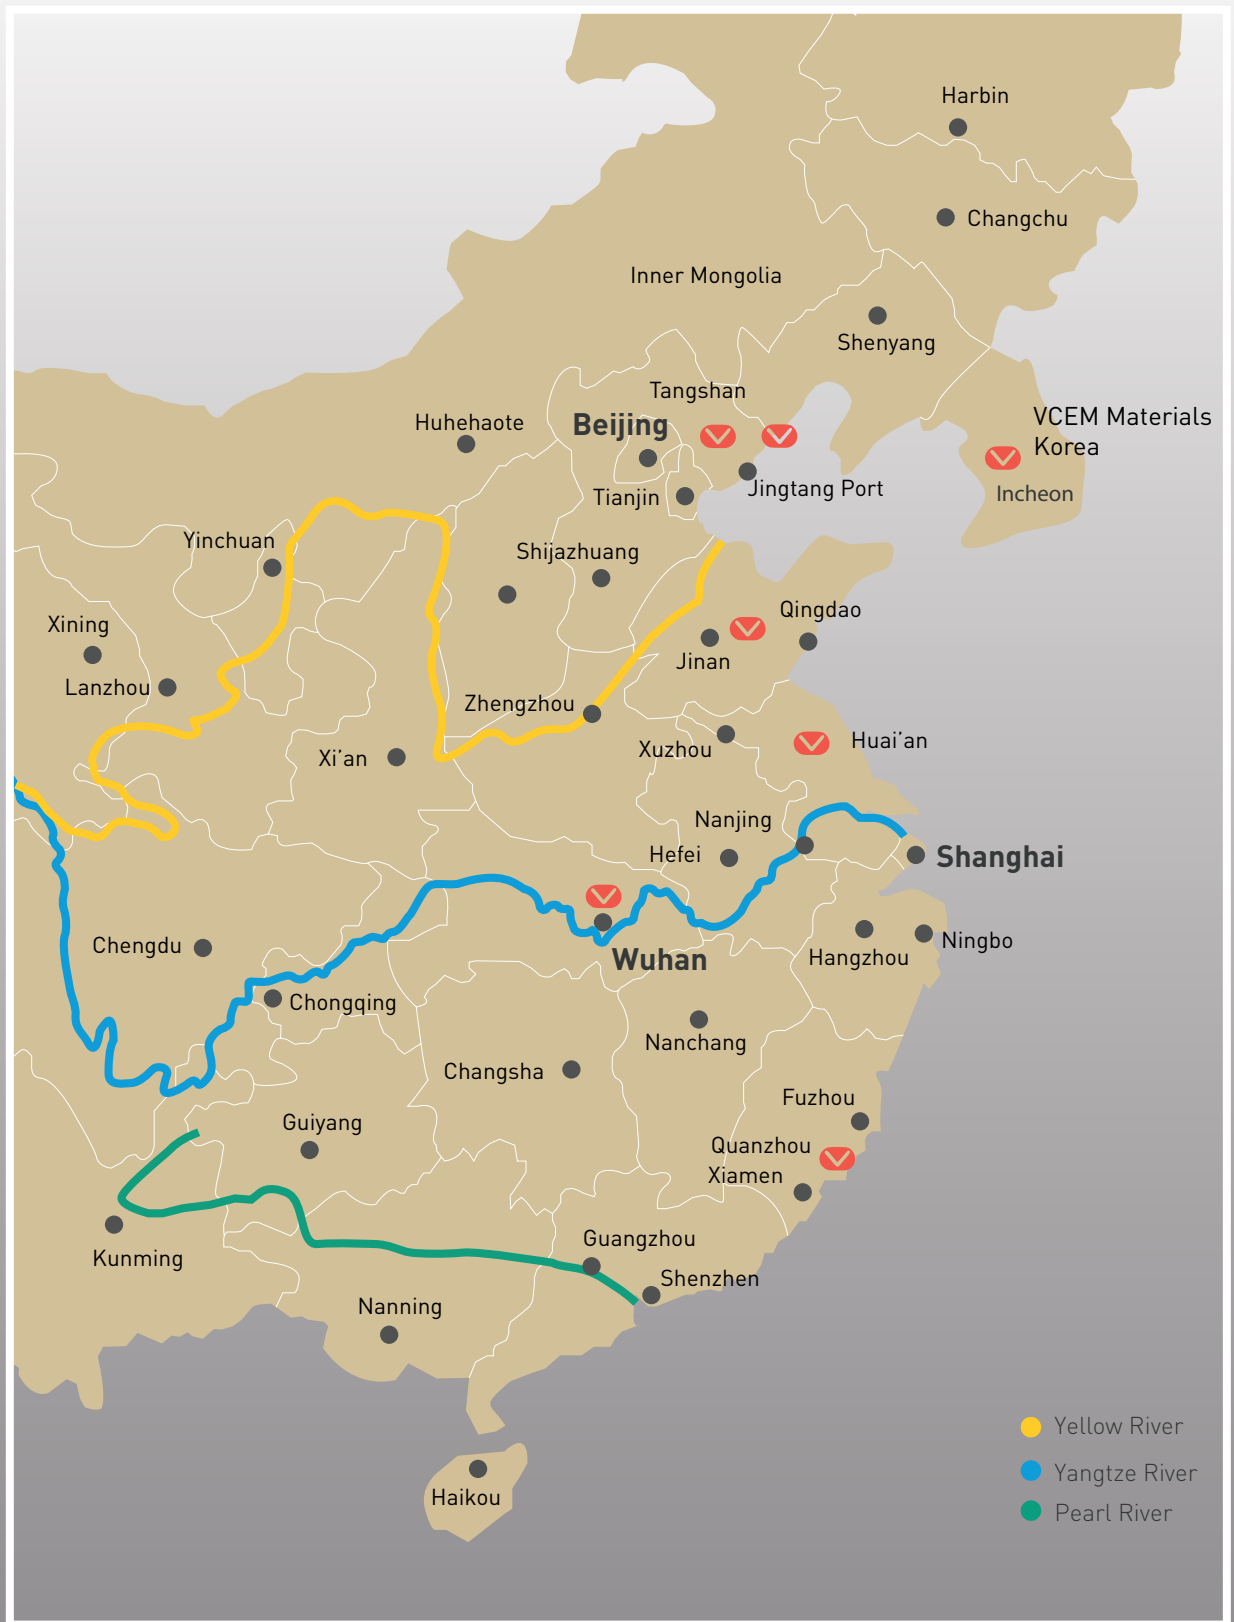 Harbin
Changchu
Inner Mongolia
Shenyang
Tangshan
Huhehaote
Beijing
VCEM Materials
Korea
Tianjin
Jingtang Port
Incheon
Yinchuan
Shijazhuang
Xining
Qingdao
Jinan
Lanzhou
Zhengzhou
Xi'an
Xuzhou
Huai'an
Nanjing
Hefei
Shanghai
Chengdu
Wuhan
Hangzhou
Ningbo
Chongqing
Nanchang
Changsha
Fuzhou
Guiyang
Quanzhou
Xiamen
Kunming
Guangzhou
Shenzhen
Nanning
Yellow River
Yangtze River
Haikou
Pearl River